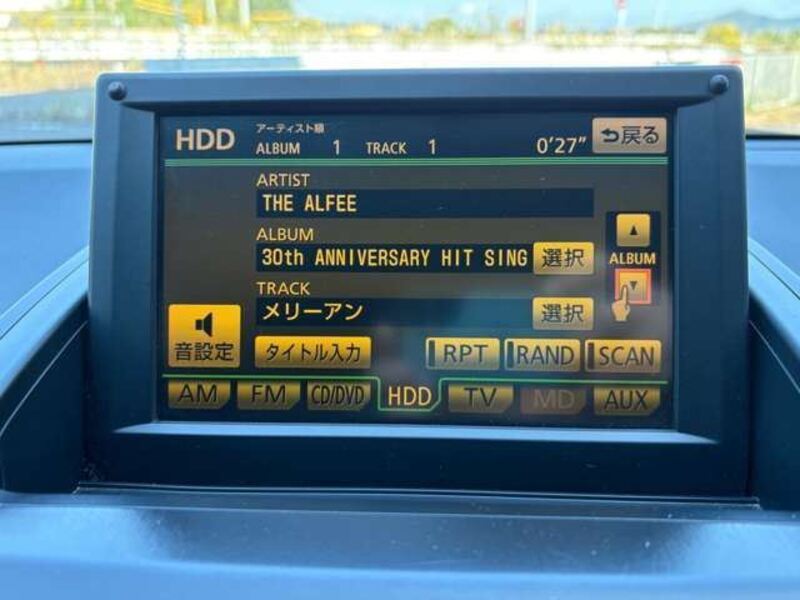 HDD アーティスト順
ALBUM 1 TRACK 1 0'27" 戻る
ARTIST
THE ALFEE
ALBUM
30th ANNIVERSARY HIT SING 選択
ALBUM
TRACK
メリーアン 選択
音設定 タイトル入力 RPT RAND SCAN
AM FM CD/DVD HDD TV MD AUX